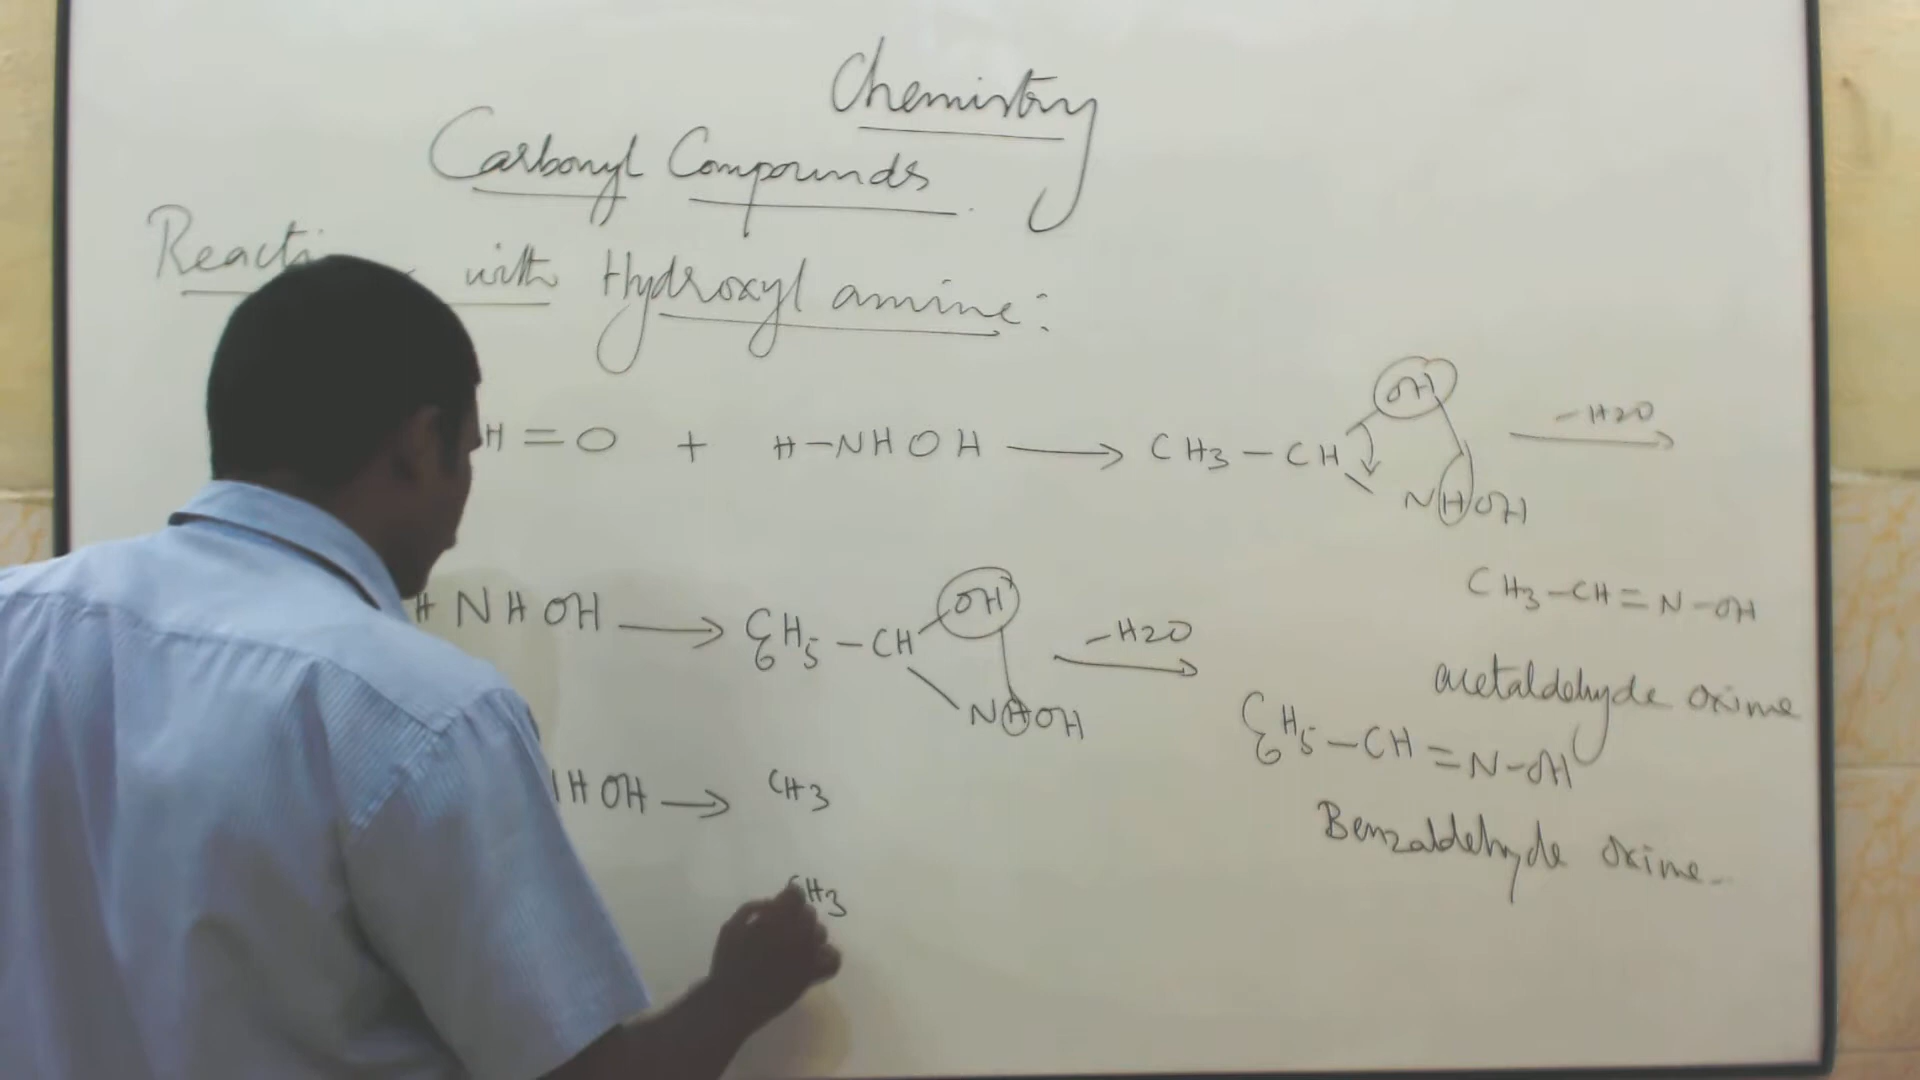 Chemistry
Carbonyl Compounds.
with Hydroxyl amine:
H = O + H-NHOH → CH3 - CH OH NHOH -H2O
CH3-CH=N-OH
acetaldehyde oxime
H NHOH → C6H5 - CH OH NHOH -H2O
C6H5-CH=N-OH
Benzaldehyde oxime.
HOH → CH3
CH3